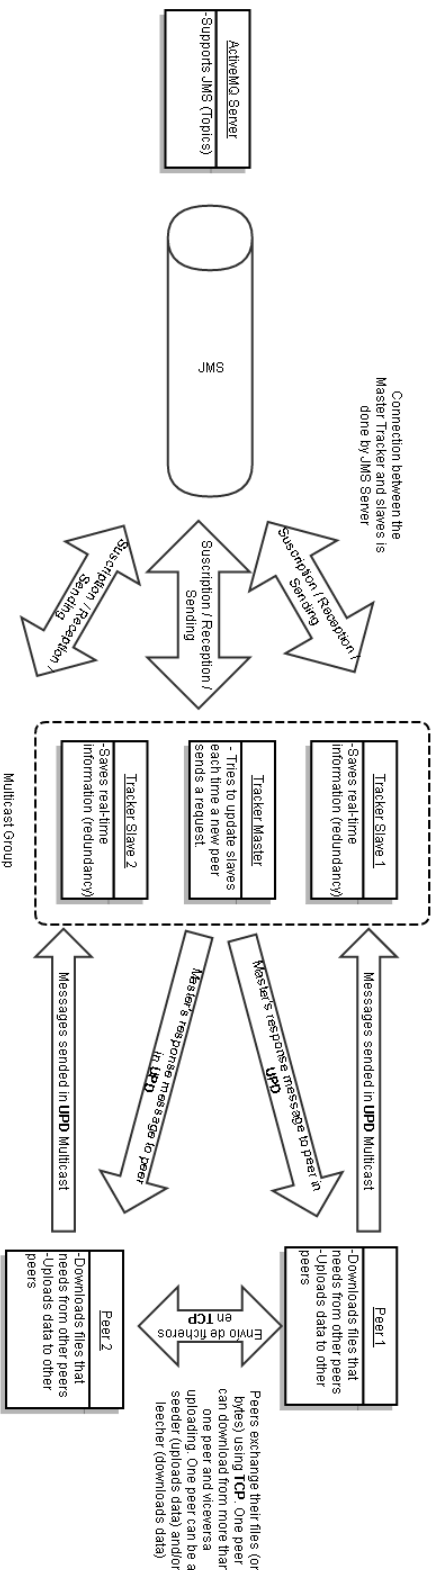 ActiveMQ Server
-Supports JMS (Topics)
JMS
Connection between the
Master Tracker and slaves is
done by JMS Server
Suscription / Reception /
Sending
Suscription / Reception /
Sending
Suscription / Reception /
Sending
Tracker Slave 1
-Saves real-time
information (redundancy)
Tracker Master
- Tries to update slaves
each time a new peer
sends a request.
Tracker Slave 2
-Saves real-time
information (redundancy)
Multicast Group
Messages sended in UPD Multicast
Master's response message to peer in
UPD
Master's response message to peer
in UPD
Messages sended in UPD Multicast
Peer 1
-Downloads files that
needs from other peers
-Uploads data to other
peers
Envío de ficheros
en TCP
Peer 2
-Downloads files that
needs from other peers
-Uploads data to other
peers
Peers exchange their files (or
bytes) using TCP. One peer
can download from more than
one peer and viceversa
uploading. One peer can be a
seeder (uploads data) and/or
leecher (downloads data)